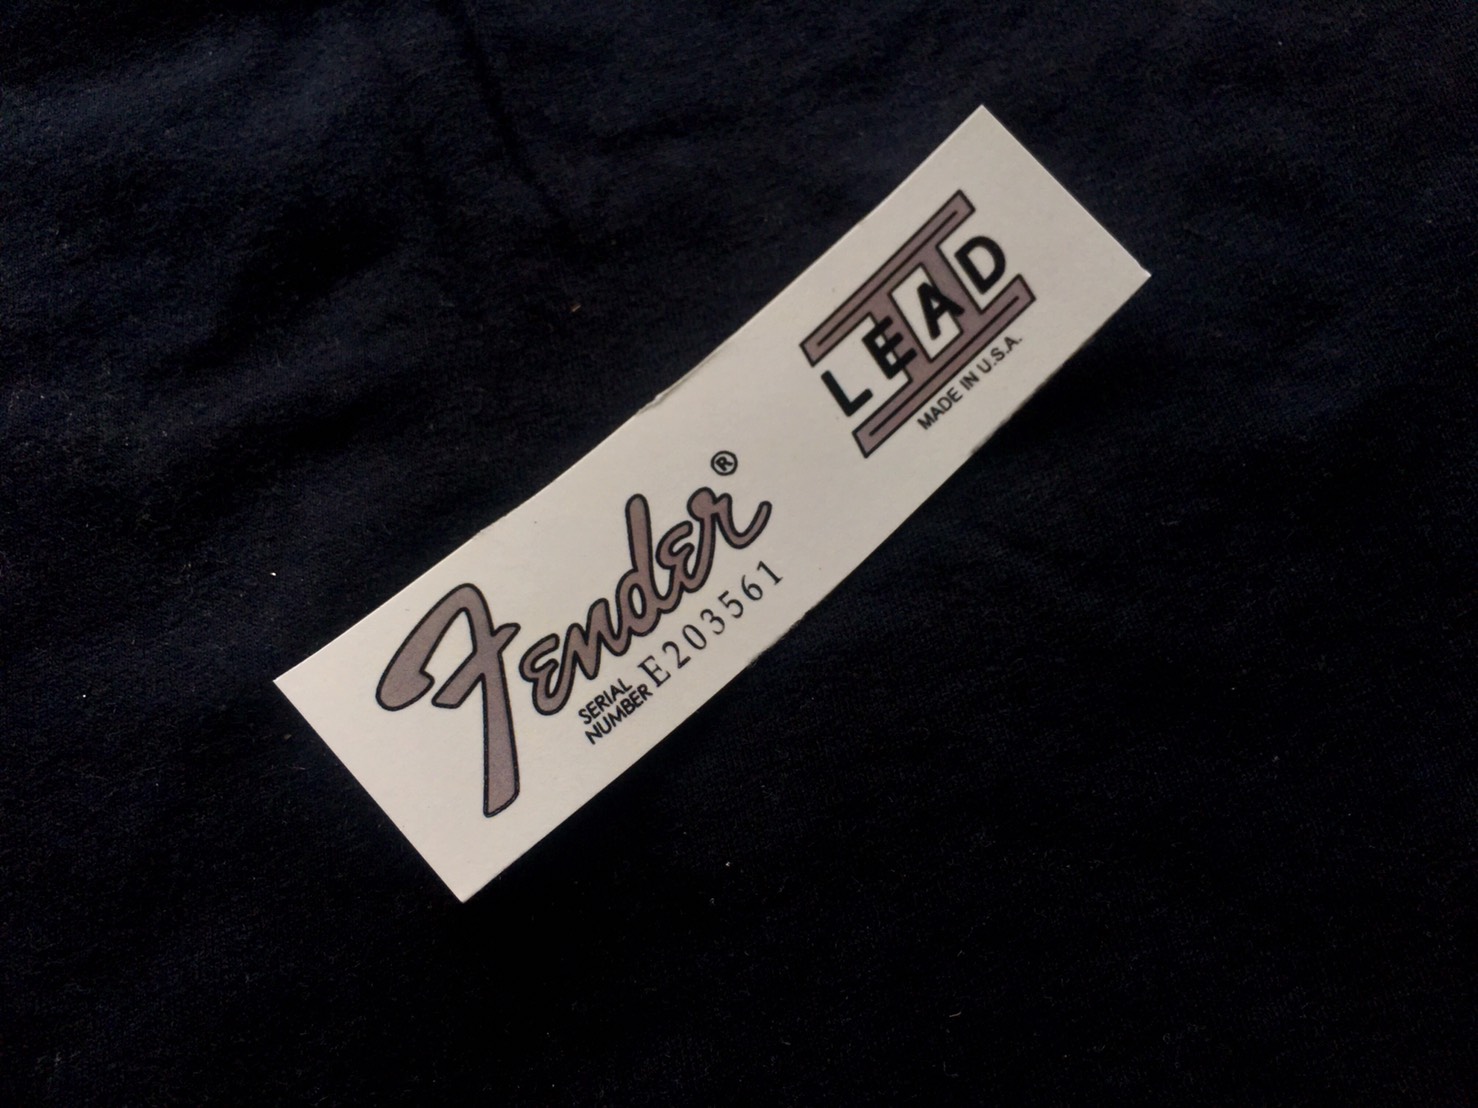 Fender®
SERIAL
NUMBER E203561
LEAD
II
MADE IN U.S.A.